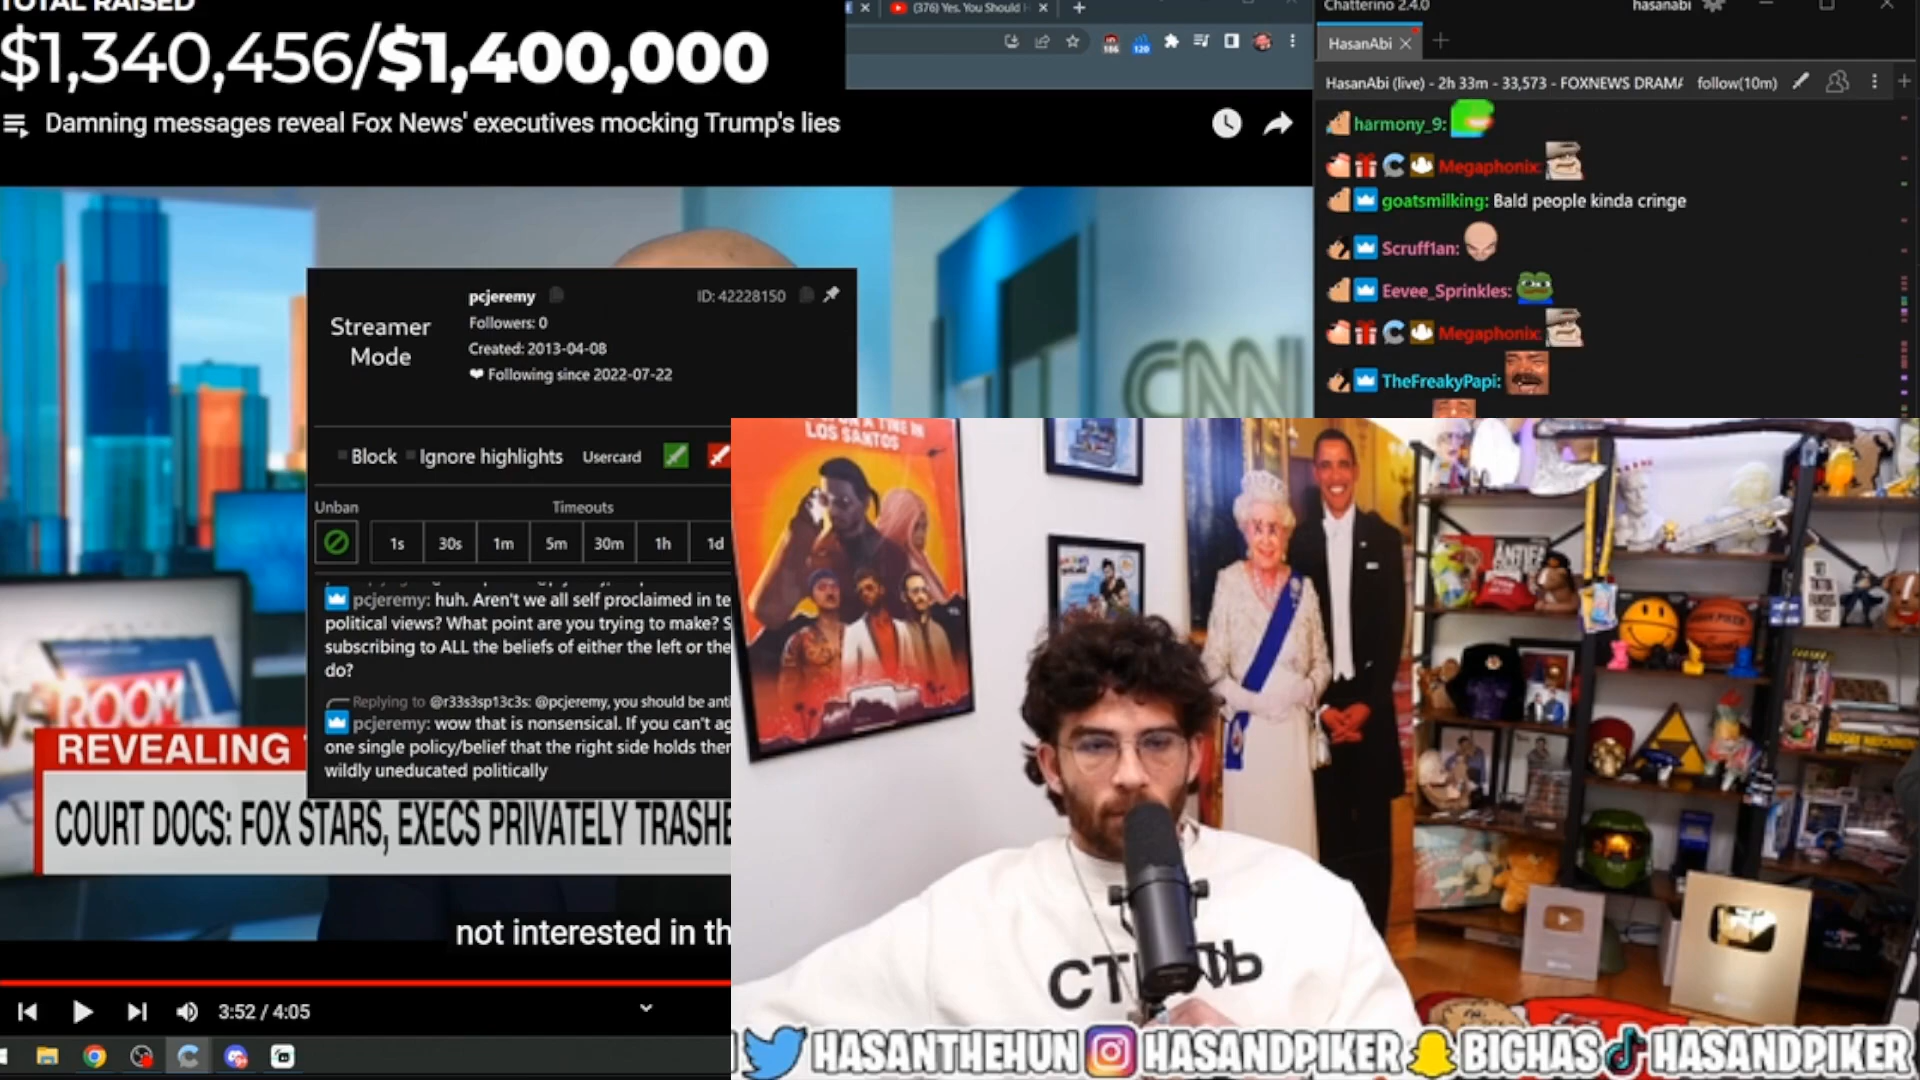 TOTAL RAISED
$1,340,456/$1,400,000
Damning messages reveal Fox News' executives mocking Trump's lies
(376) Yes. You Should
186
120
Chatterino 2.4.0
hasanabi
HasanAbi
HasanAbi (live) - 2h 33m - 33,573 - FOXNEWS DRAMA
follow(10m)
harmony_9:
Megaphonix:
goatsmilking: Bald people kinda cringe
Scruff1an:
Eevee_Sprinkles:
Megaphonix:
TheFreakyPapi:
Streamer
Mode
pcjeremy
ID: 42228150
Followers: 0
Created: 2013-04-08
Following since 2022-07-22
Block
Ignore highlights
Usercard
Unban
Timeouts
1s 30s 1m 5m 30m 1h 1d
pcjeremy: huh. Aren't we all self proclaimed in te
political views? What point are you trying to make? S
subscribing to ALL the beliefs of either the left or the
do?
Replying to @r33s3sp13c3s: @pcjeremy, you should be anti
pcjeremy: wow that is nonsensical. If you can't ag
one single policy/belief that the right side holds then
wildly uneducated politically
CNN
ROOM
REVEALING
COURT DOCS: FOX STARS, EXECS PRIVATELY TRASHE
not interested in th
3:52 / 4:05
LOS SANTOS
HASANTHEHUN
HASANDPIKER
BIGHAS
HASANDPIKER